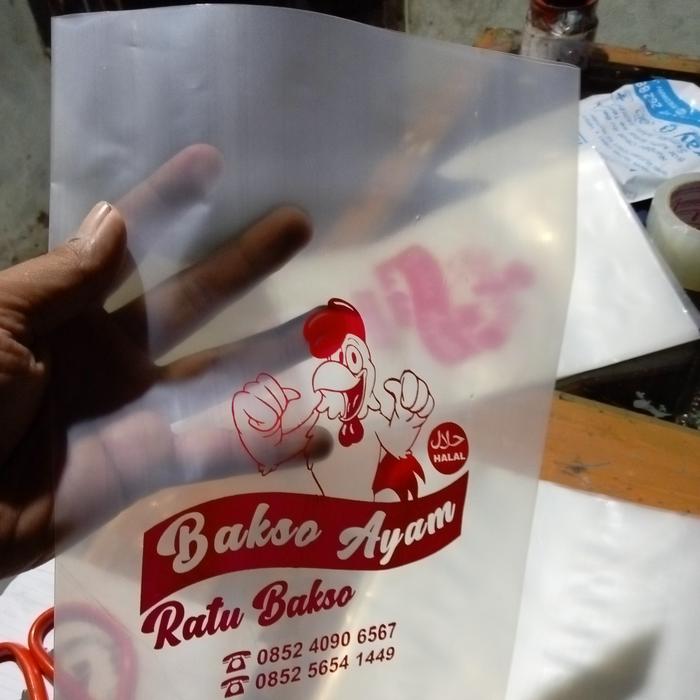 حلال
HALAL
Bakso Ayam
Ratu Bakso
0852 4090 6567
0852 5654 1449